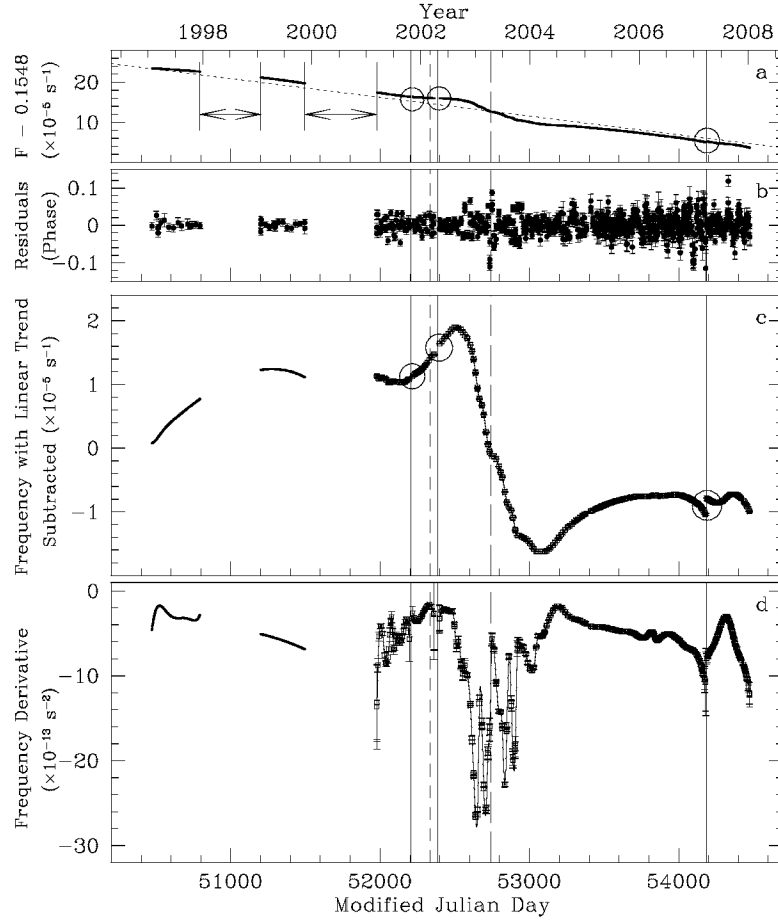 Year
1998 2000 2002 2004 2006 2008
F − 0.1548
(×10⁻⁵ s⁻¹)
20
10
a
Residuals
(Phase)
0.1
0
−0.1
b
Frequency with Linear Trend
Subtracted (×10⁻⁵ s⁻¹)
2
1
0
−1
c
Frequency Derivative
(×10⁻¹³ s⁻²)
0
−10
−20
−30
d
51000 52000 53000 54000
Modified Julian Day